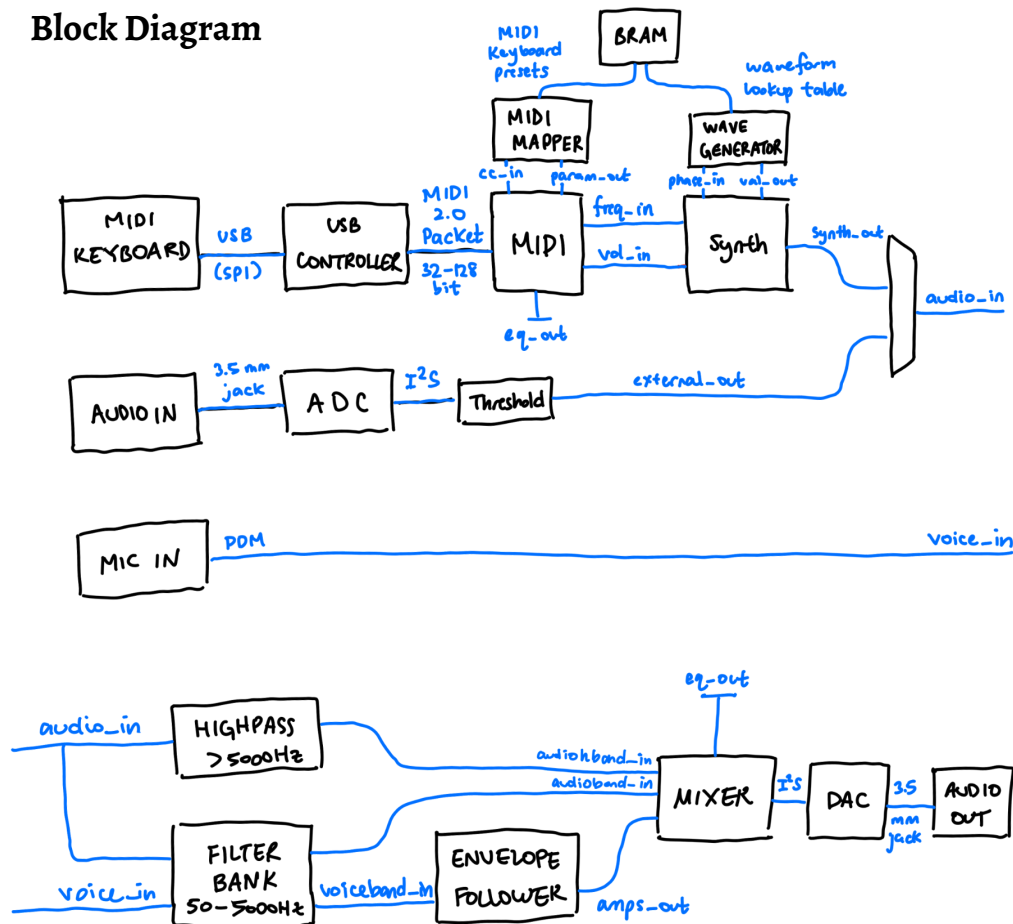 Block Diagram
BRAM
MIDI
Keyboard
presets
waveform
lookup table
MIDI
MAPPER
WAVE
GENERATOR
cc_in
param_out
phase_in
val_out
MIDI
KEYBOARD
USB
(SPI)
USB
CONTROLLER
MIDI
2.0
Packet
32-128
bit
MIDI
freq_in
vol_in
Synth
synth_out
audio_in
eq_out
AUDIO IN
3.5 mm
jack
ADC
I²S
Threshold
external_out
MIC IN
PDM
voice_in
eq_out
audio_in
HIGHPASS
>5000Hz
audiohband_in
audioband_in
MIXER
I²S
DAC
3.5
mm
jack
AUDIO
OUT
voice_in
FILTER
BANK
50-5000Hz
voiceband_in
ENVELOPE
FOLLOWER
amps_out